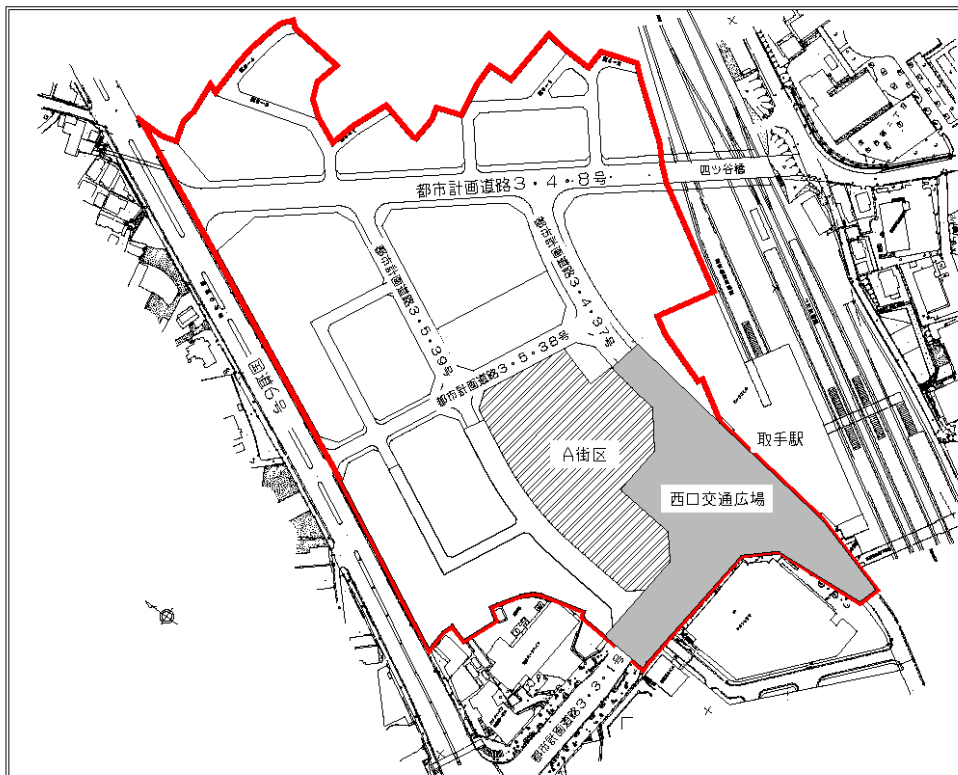 四ツ谷橋
都市計画道路3・4・8号
都市計画道路3・4・37号
都市計画道路3・5・39号
都市計画道路3・5・38号
国道6号
取手駅
A街区
西口交通広場
都市計画道路3・3・1号